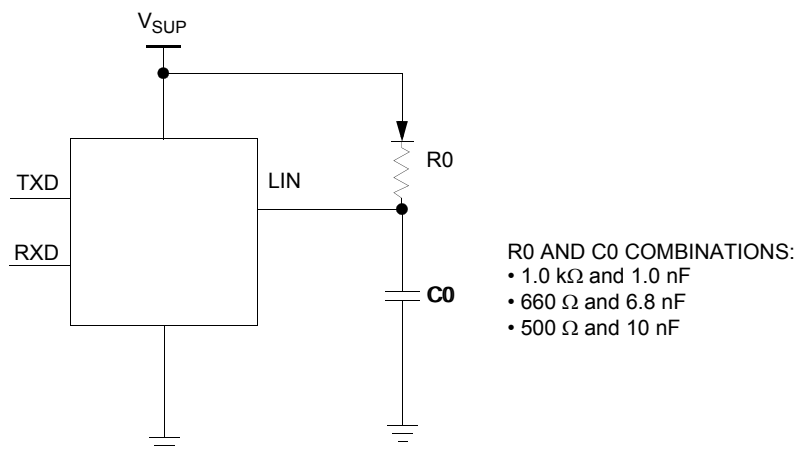 V_SUP
TXD
LIN
R0
RXD
C0
R0 AND C0 COMBINATIONS:
• 1.0 kΩ and 1.0 nF
• 660 Ω and 6.8 nF
• 500 Ω and 10 nF